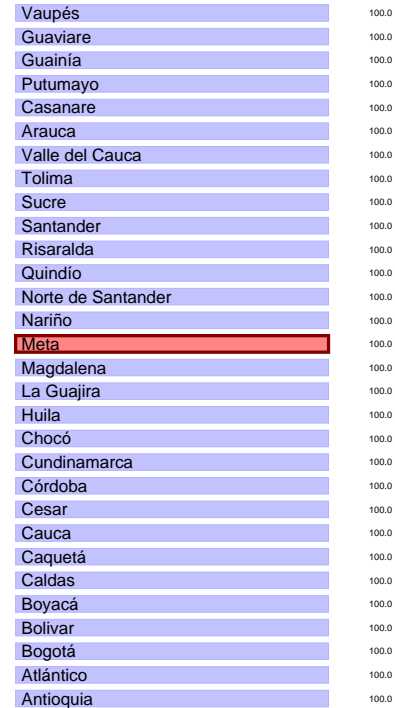 Vaupés 100.0
Guaviare 100.0
Guainía 100.0
Putumayo 100.0
Casanare 100.0
Arauca 100.0
Valle del Cauca 100.0
Tolima 100.0
Sucre 100.0
Santander 100.0
Risaralda 100.0
Quindío 100.0
Norte de Santander 100.0
Nariño 100.0
Meta 100.0
Magdalena 100.0
La Guajira 100.0
Huila 100.0
Chocó 100.0
Cundinamarca 100.0
Córdoba 100.0
Cesar 100.0
Cauca 100.0
Caquetá 100.0
Caldas 100.0
Boyacá 100.0
Bolivar 100.0
Bogotá 100.0
Atlántico 100.0
Antioquia 100.0